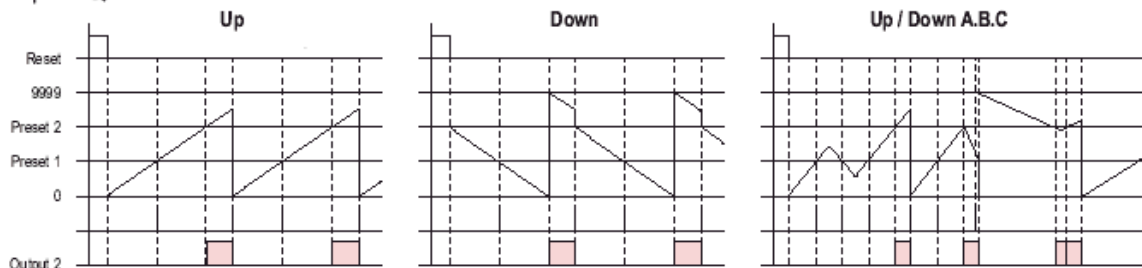 Up
Down
Up / Down A.B.C
Reset
9999
Preset 2
Preset 1
0
Output 2